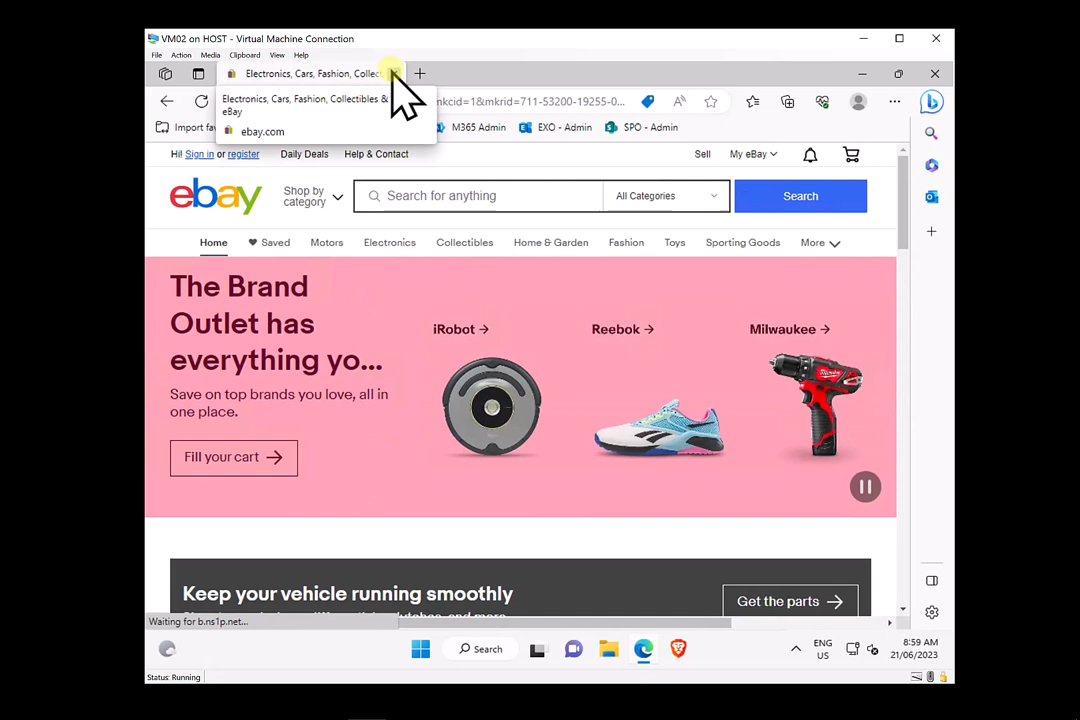 VM02 on HOST - Virtual Machine Connection
File Action Media Clipboard View Help
Electronics, Cars, Fashion, Collec
Electronics, Cars, Fashion, Collectibles &
eBay
ebay.com
mkcid=1&mkrid=711-53200-19255-0...
Import fav
M365 Admin EXO - Admin SPO - Admin
Hi! Sign in or register Daily Deals Help & Contact Sell My eBay
ebay
Shop by
category
Search for anything All Categories Search
Home Saved Motors Electronics Collectibles Home & Garden Fashion Toys Sporting Goods More
The Brand
Outlet has
everything yo...
Save on top brands you love, all in
one place.
Fill your cart
iRobot Reebok Milwaukee
Keep your vehicle running smoothly
Get the parts
Waiting for b.ns1p.net...
Search
ENG
US
8:59 AM
21/06/2023
Status: Running